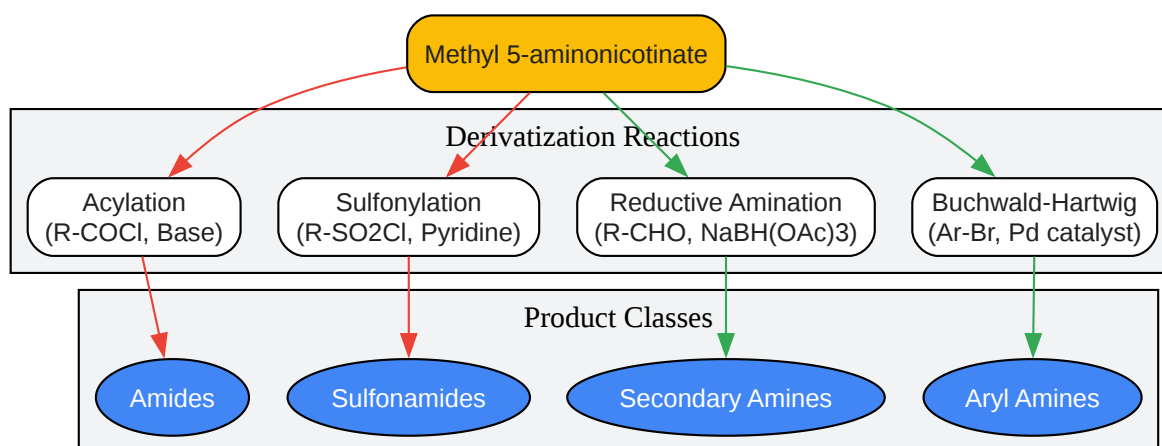 Methyl 5-aminonicotinate
Derivatization Reactions
Acylation
(R-COCl, Base)
Sulfonylation
(R-SO2Cl, Pyridine)
Reductive Amination
(R-CHO, NaBH(OAc)3)
Buchwald-Hartwig
(Ar-Br, Pd catalyst)
Product Classes
Amides
Sulfonamides
Secondary Amines
Aryl Amines